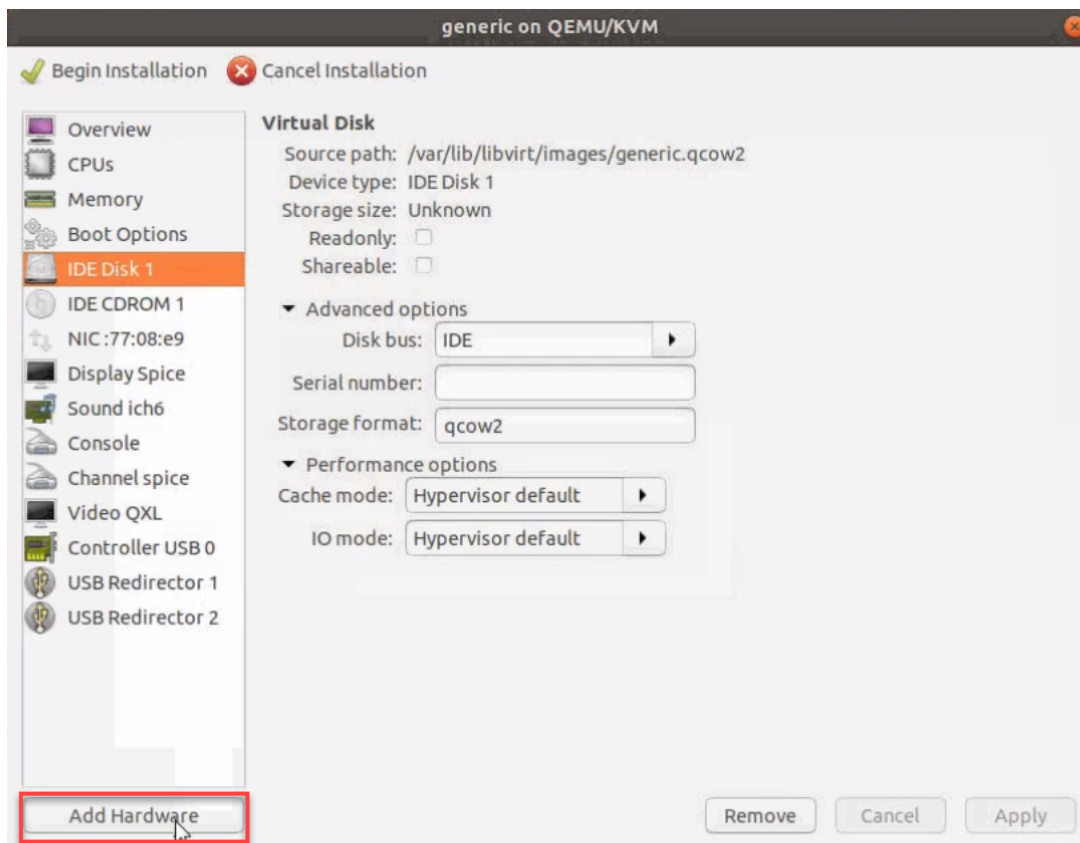 generic on QEMU/KVM
Begin Installation Cancel Installation
Overview
CPUs
Memory
Boot Options
IDE Disk 1
IDE CDROM 1
NIC :77:08:e9
Display Spice
Sound ich6
Console
Channel spice
Video QXL
Controller USB 0
USB Redirector 1
USB Redirector 2
Add Hardware
Virtual Disk
Source path: /var/lib/libvirt/images/generic.qcow2
Device type: IDE Disk 1
Storage size: Unknown
Readonly:
Shareable:
Advanced options
Disk bus: IDE
Serial number:
Storage format: qcow2
Performance options
Cache mode: Hypervisor default
IO mode: Hypervisor default
Remove Cancel Apply